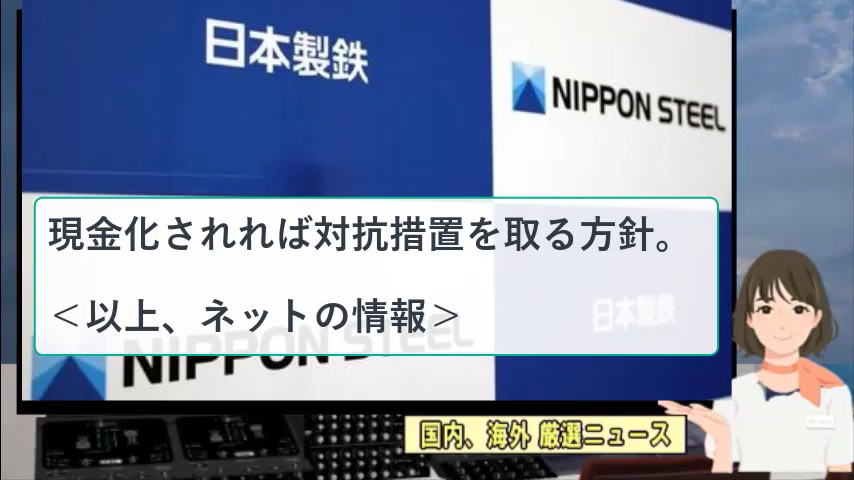 日本製鉄
NIPPON STEEL
現金化されれば対抗措置を取る方針。
<以上、ネットの情報>
日本製鉄
NIPPON STEEL
国内、海外 厳選ニュース